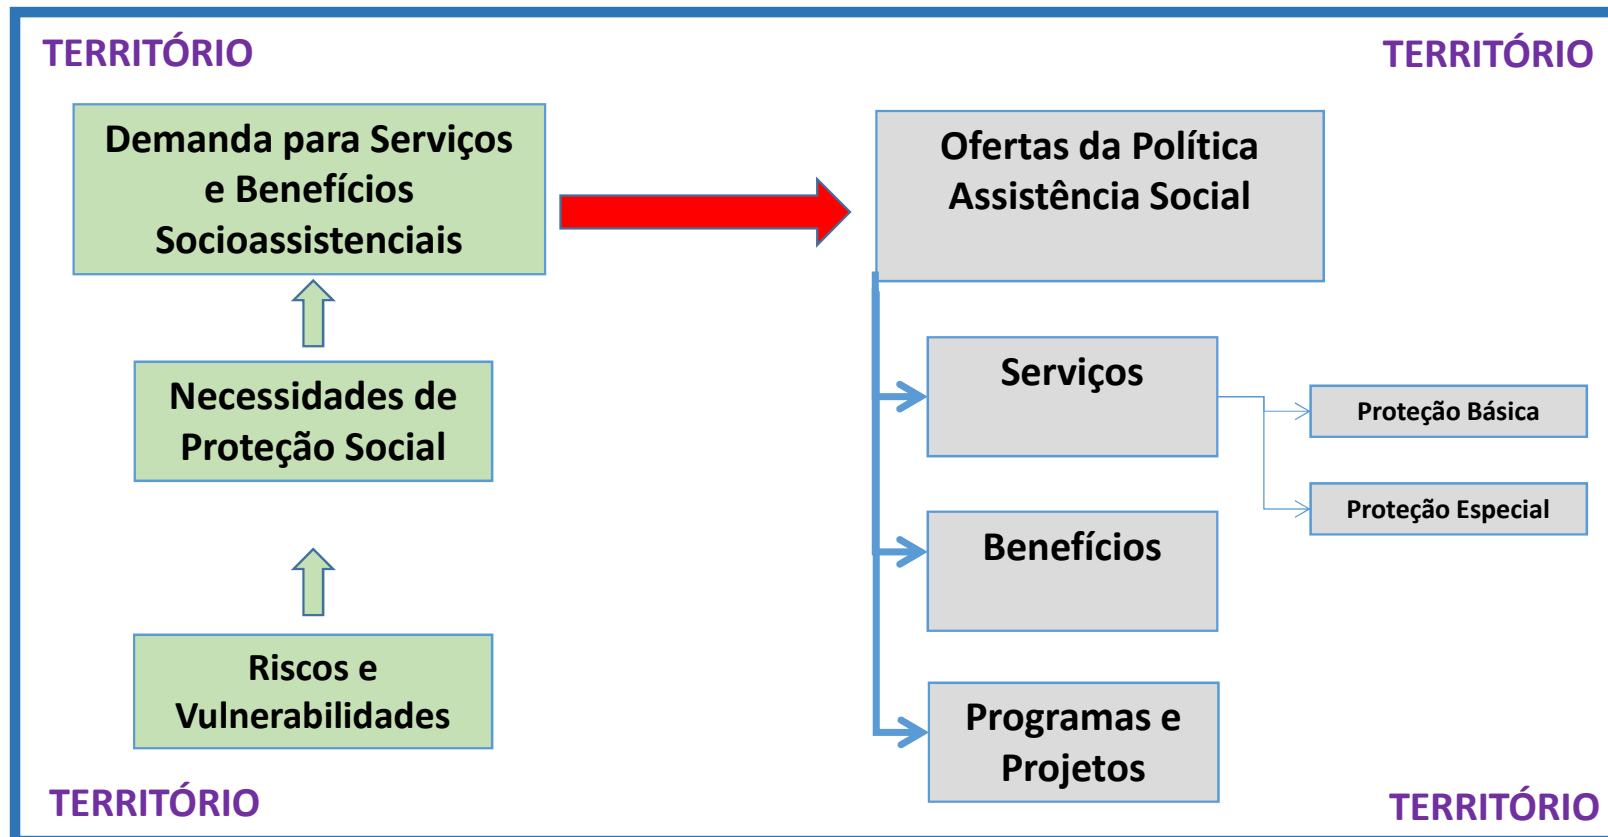 TERRITÓRIO
TERRITÓRIO
Demanda para Serviços
e Benefícios
Socioassistenciais
Ofertas da Política
Assistência Social
Necessidades de
Proteção Social
Serviços
Proteção Básica
Proteção Especial
Benefícios
Riscos e
Vulnerabilidades
Programas e
Projetos
TERRITÓRIO
TERRITÓRIO